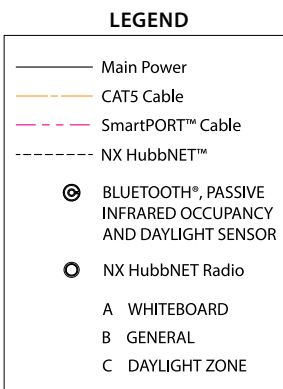 LEGEND
Main Power
CAT5 Cable
SmartPORT™ Cable
NX HubbNET™
BLUETOOTH®, PASSIVE
INFRARED OCCUPANCY
AND DAYLIGHT SENSOR
NX HubbNET Radio
A WHITEBOARD
B GENERAL
C DAYLIGHT ZONE